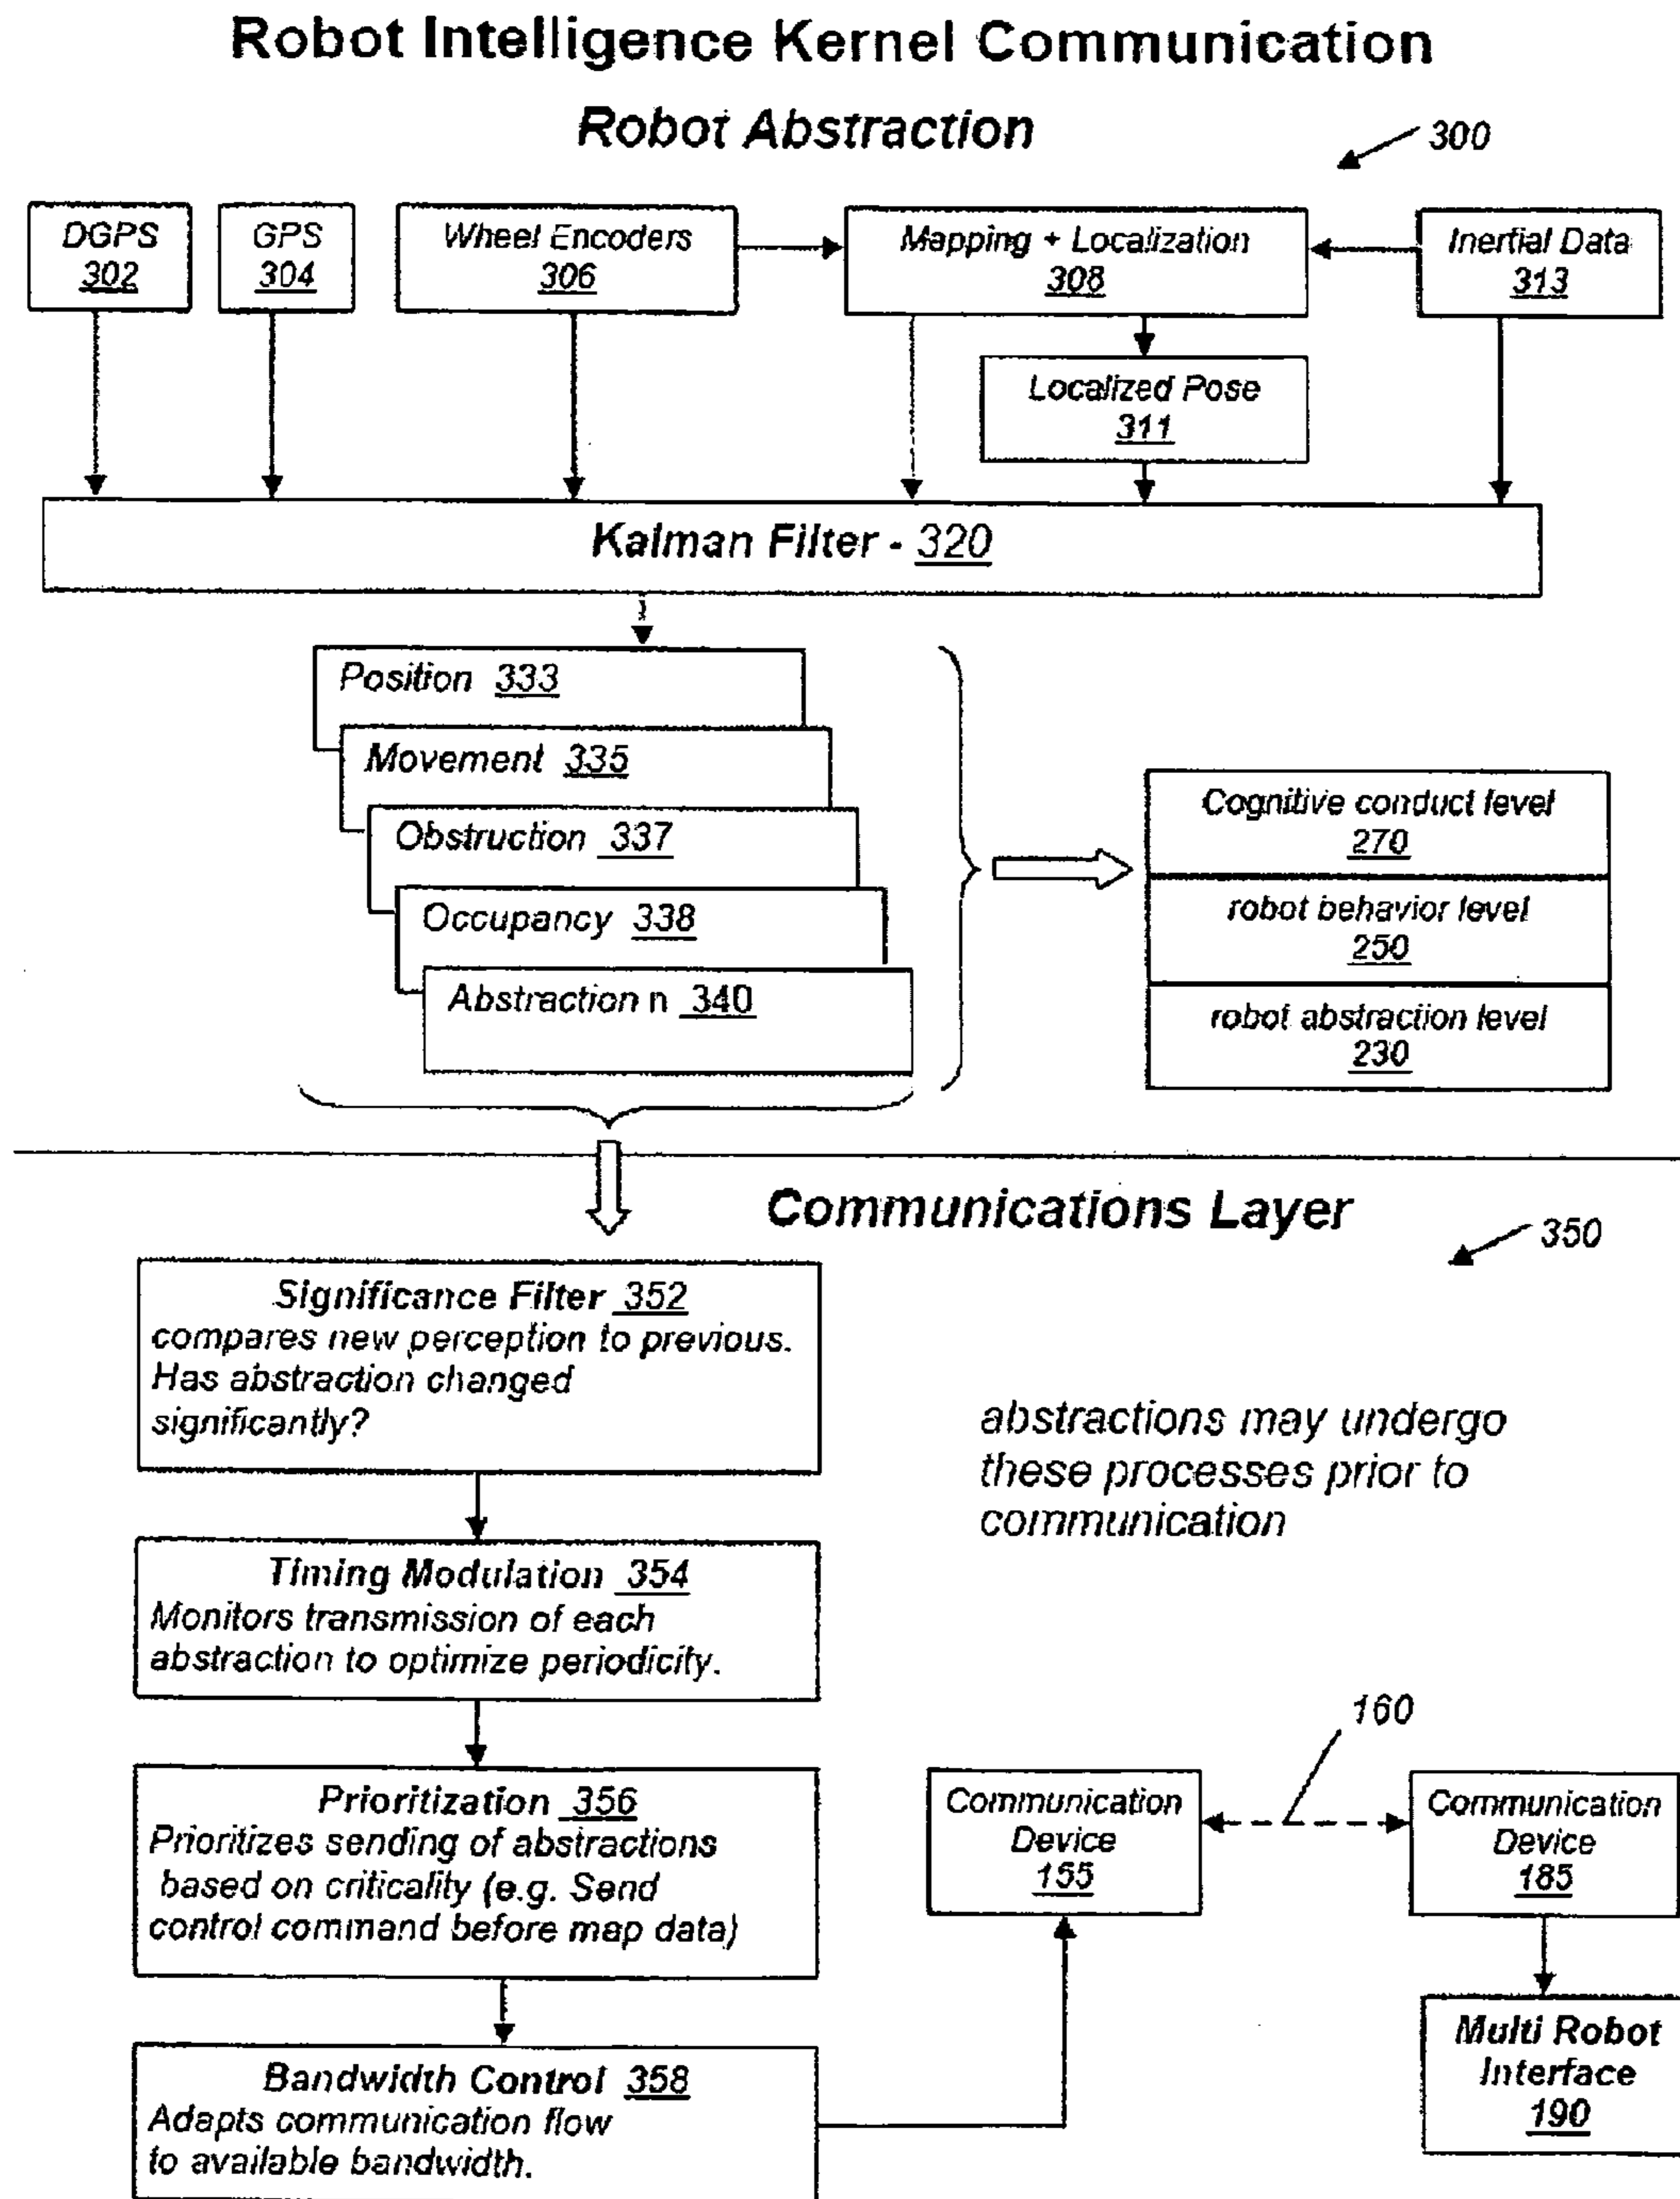 Robot Intelligence Kernel Communication
Robot Abstraction
300
DGPS
302
GPS
304
Wheel Encoders
306
Mapping + Localization
308
Inertial Data
313
Localized Pose
311
Kalman Filter - 320
Position 333
Movement 335
Obstruction 337
Occupancy 338
Abstraction n 340
Cognitive conduct level
270
robot behavior level
250
robot abstraction level
230
Communications Layer
350
Significance Filter 352
compares new perception to previous.
Has abstraction changed
significantly?
abstractions may undergo
these processes prior to
communication
Timing Modulation 354
Monitors transmission of each
abstraction to optimize periodicity.
160
Prioritization 356
Prioritizes sending of abstractions
based on criticality (e.g. Send
control command before map data)
Communication
Device
155
Communication
Device
185
Multi Robot
Interface
190
Bandwidth Control 358
Adapts communication flow
to available bandwidth.